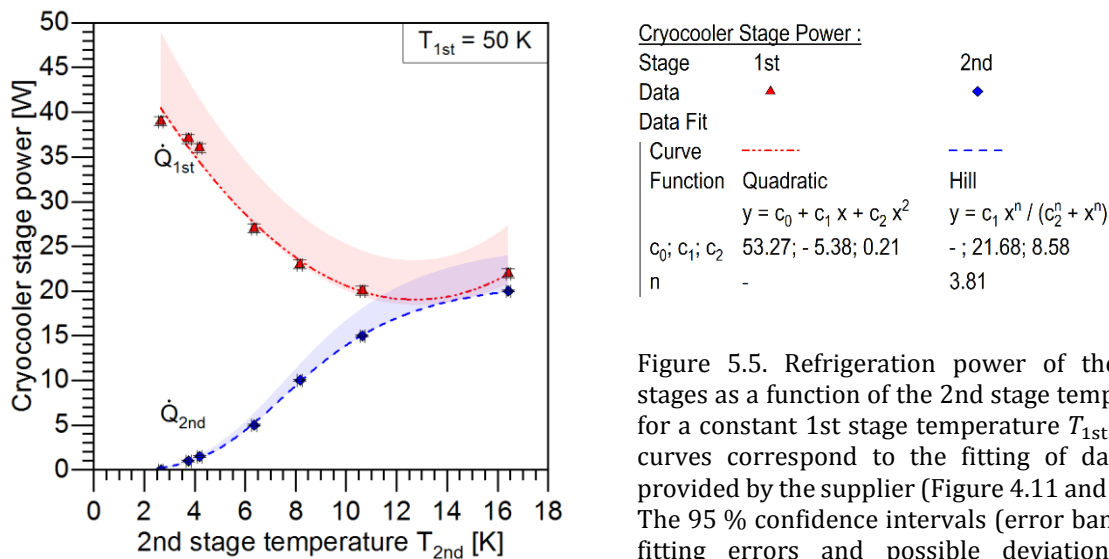 50
45
40
35
30
25
20
15
10
5
0
Cryocooler stage power [W]
T1st = 50 K
Q̇1st
Q̇2nd
0 2 4 6 8 10 12 14 16 18
2nd stage temperature T2nd [K]
Cryocooler Stage Power :
Stage 1st 2nd
Data
Data Fit
Curve
Function Quadratic Hill
y = c0 + c1 x + c2 x² y = c1 xⁿ / (c2ⁿ + xⁿ)
c0; c1; c2 53.27; - 5.38; 0.21 - ; 21.68; 8.58
n - 3.81
Figure 5.5. Refrigeration power of the
stages as a function of the 2nd stage temp
for a constant 1st stage temperature T1st
curves correspond to the fitting of da
provided by the supplier (Figure 4.11 and
The 95 % confidence intervals (error ban
fitting errors and possible deviation